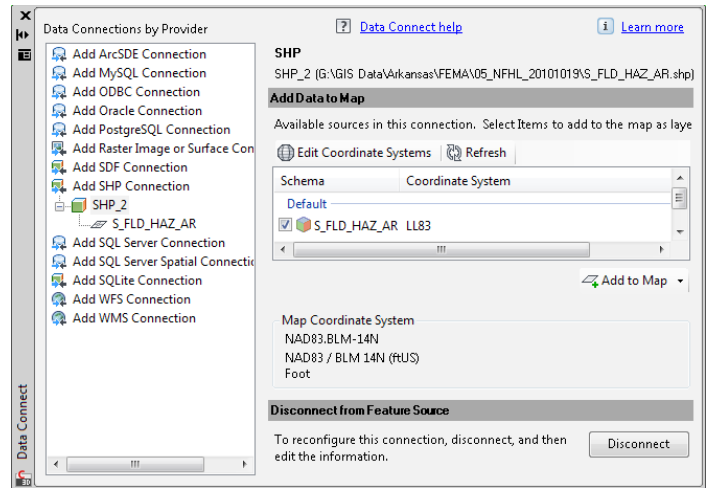 Data Connections by Provider
Data Connect help
Learn more
Add ArcSDE Connection
Add MySQL Connection
Add ODBC Connection
Add Oracle Connection
Add PostgreSQL Connection
Add Raster Image or Surface Con
Add SDF Connection
Add SHP Connection
SHP_2
S_FLD_HAZ_AR
Add SQL Server Connection
Add SQL Server Spatial Connectic
Add SQLite Connection
Add WFS Connection
Add WMS Connection
SHP
SHP_2 (G:\GIS Data\Arkansas\FEMA\05_NFHL_20101019\S_FLD_HAZ_AR.shp)
Add Data to Map
Available sources in this connection. Select Items to add to the map as laye
Edit Coordinate Systems
Refresh
Schema Coordinate System
Default
S_FLD_HAZ_AR LL83
Add to Map
Map Coordinate System
NAD83.BLM-14N
NAD83 / BLM 14N (ftUS)
Foot
Disconnect from Feature Source
To reconfigure this connection, disconnect, and then
edit the information.
Disconnect
Data Connect